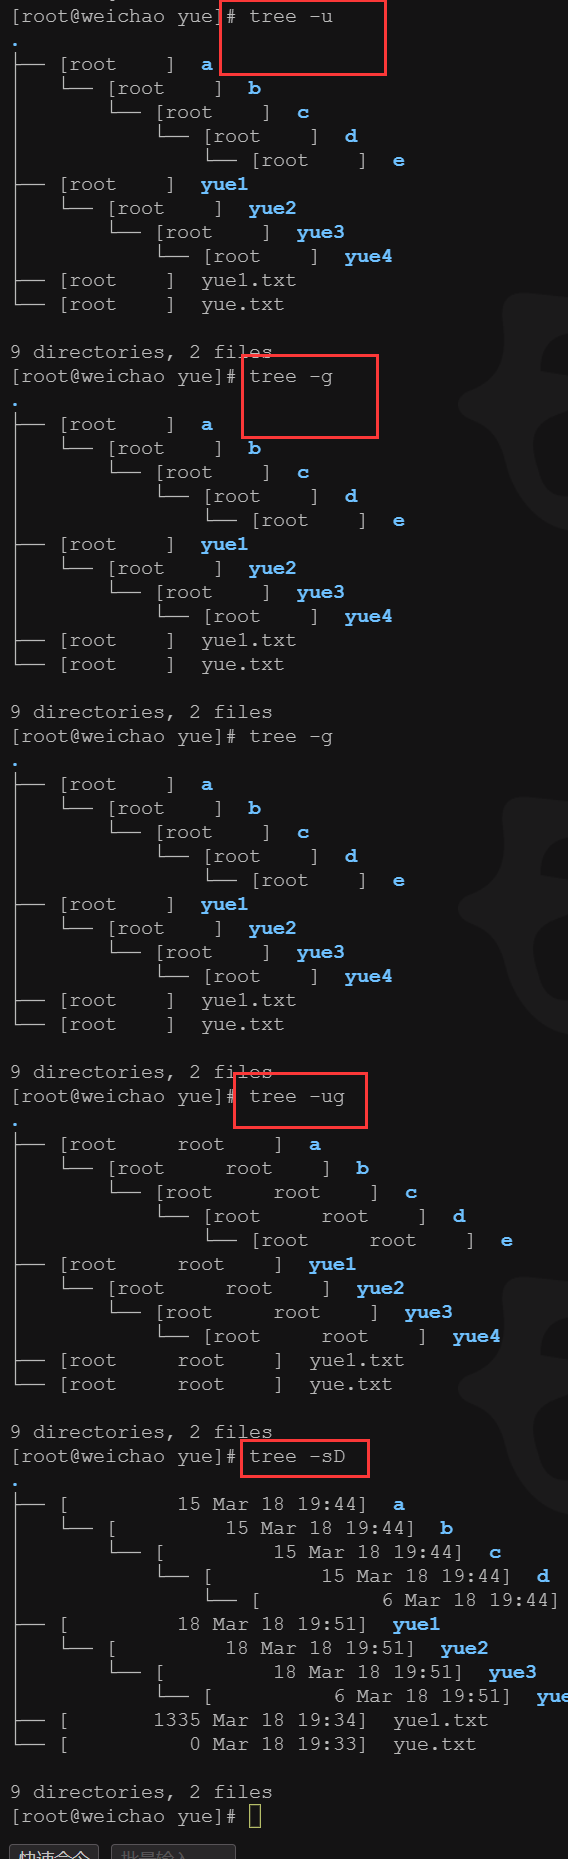 [root@weichao yue]# tree -u
.
├── [root    ]  a
│   └── [root    ]  b
│       └── [root    ]  c
│           └── [root    ]  d
│               └── [root    ]  e
├── [root    ]  yue1
│   └── [root    ]  yue2
│       └── [root    ]  yue3
│           └── [root    ]  yue4
├── [root    ]  yue1.txt
└── [root    ]  yue.txt
9 directories, 2 files
[root@weichao yue]# tree -g
.
├── [root    ]  a
│   └── [root    ]  b
│       └── [root    ]  c
│           └── [root    ]  d
│               └── [root    ]  e
├── [root    ]  yue1
│   └── [root    ]  yue2
│       └── [root    ]  yue3
│           └── [root    ]  yue4
├── [root    ]  yue1.txt
└── [root    ]  yue.txt
9 directories, 2 files
[root@weichao yue]# tree -g
.
├── [root    ]  a
│   └── [root    ]  b
│       └── [root    ]  c
│           └── [root    ]  d
│               └── [root    ]  e
├── [root    ]  yue1
│   └── [root    ]  yue2
│       └── [root    ]  yue3
│           └── [root    ]  yue4
├── [root    ]  yue1.txt
└── [root    ]  yue.txt
9 directories, 2 files
[root@weichao yue]# tree -ug
.
├── [root     root    ]  a
│   └── [root     root    ]  b
│       └── [root     root    ]  c
│           └── [root     root    ]  d
│               └── [root     root    ]  e
├── [root     root    ]  yue1
│   └── [root     root    ]  yue2
│       └── [root     root    ]  yue3
│           └── [root     root    ]  yue4
├── [root     root    ]  yue1.txt
└── [root     root    ]  yue.txt
9 directories, 2 files
[root@weichao yue]# tree -sD
.
├── [         15 Mar 18 19:44]  a
│   └── [         15 Mar 18 19:44]  b
│       └── [         15 Mar 18 19:44]  c
│           └── [         15 Mar 18 19:44]  d
│               └── [          6 Mar 18 19:44]
├── [         18 Mar 18 19:51]  yue1
│   └── [         18 Mar 18 19:51]  yue2
│       └── [         18 Mar 18 19:51]  yue3
│           └── [          6 Mar 18 19:51]  yue
├── [       1335 Mar 18 19:34]  yue1.txt
└── [          0 Mar 18 19:33]  yue.txt
9 directories, 2 files
[root@weichao yue]#
快速命令 批量输入